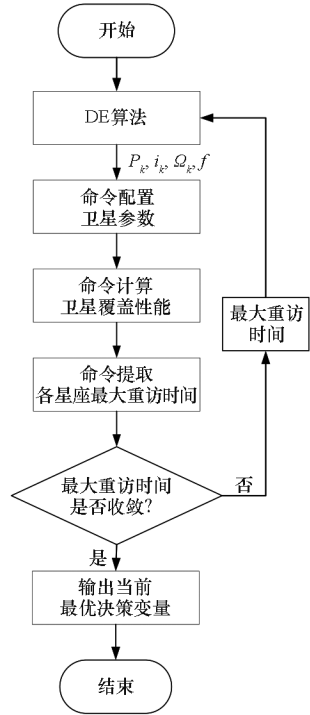 开始
DE算法
P_k, i_k, Ω_k, f
命令配置
卫星参数
命令计算
卫星覆盖性能
最大重访
时间
命令提取
各星座最大重访时间
最大重访时间
是否收敛?
否
是
输出当前
最优决策变量
结束